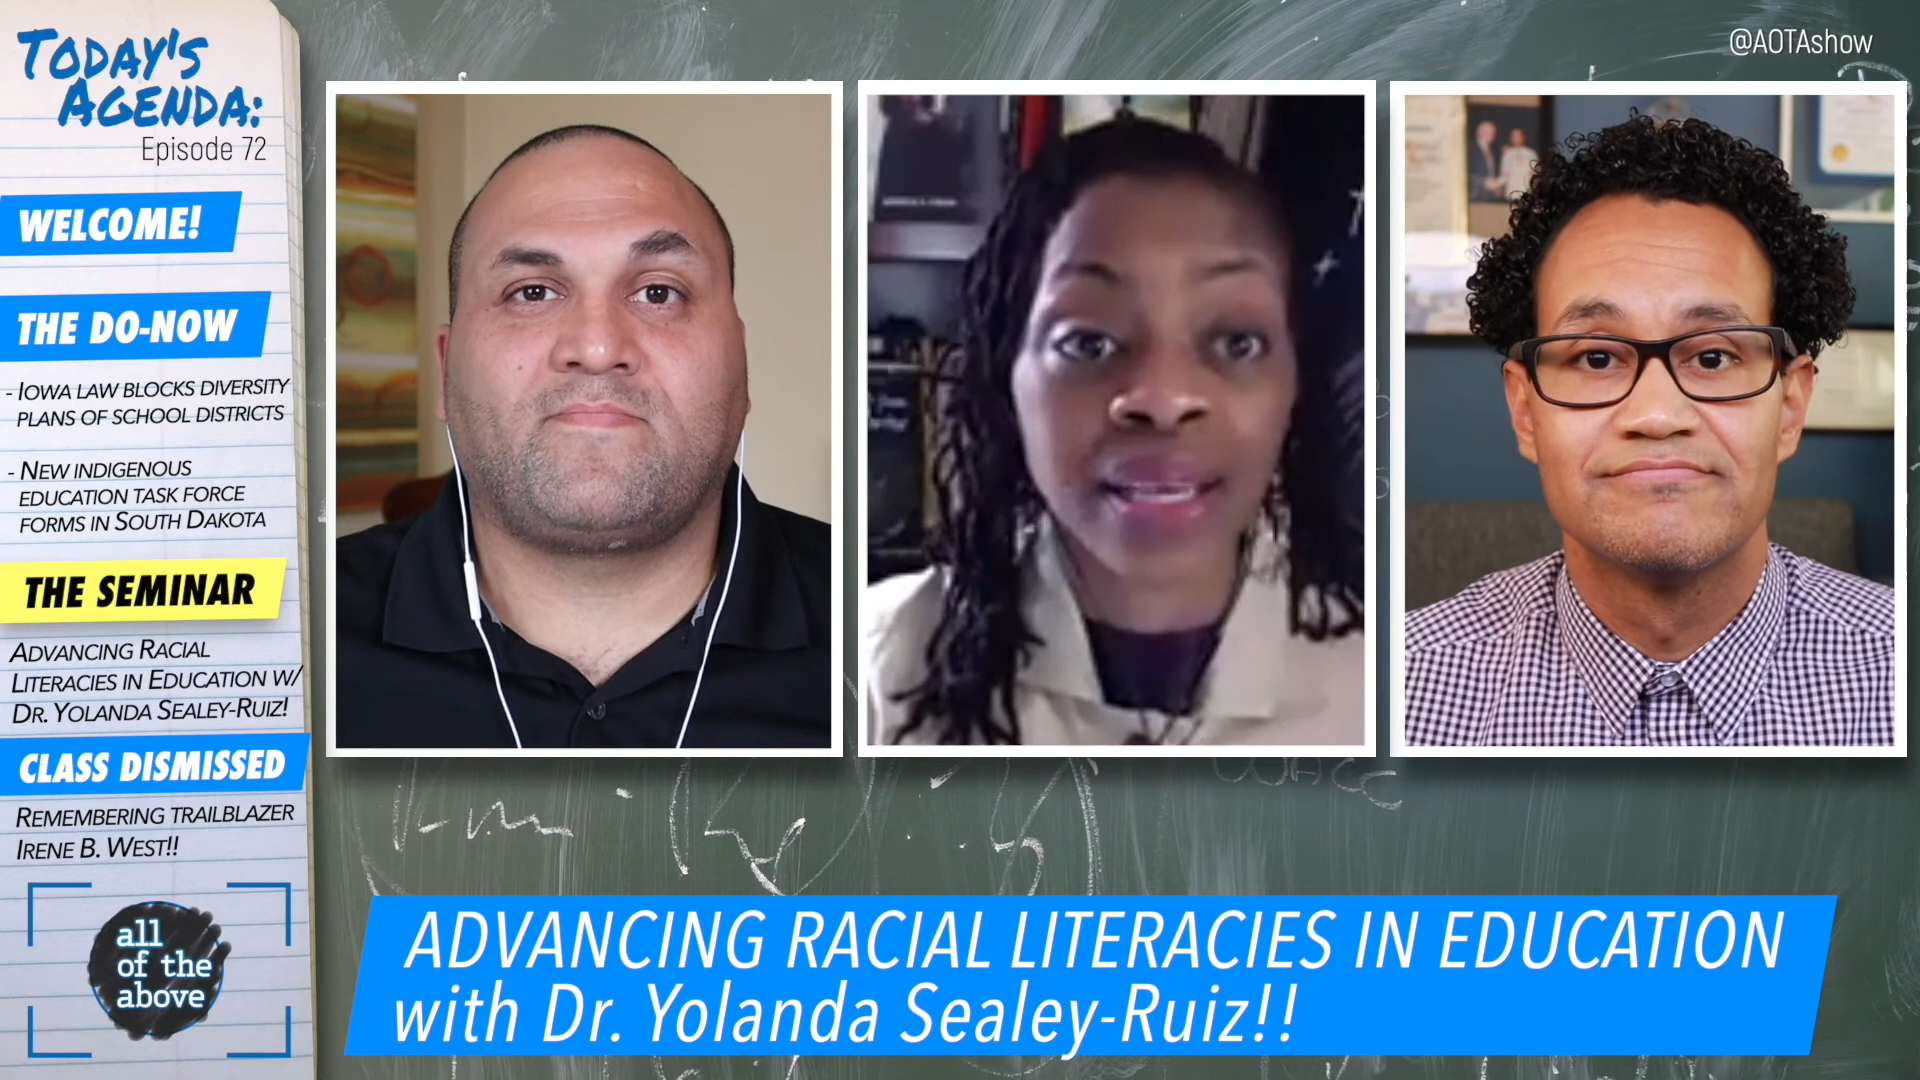 TODAY'S
AGENDA:
Episode 72
WELCOME!
THE DO-NOW
- IOWA LAW BLOCKS DIVERSITY
PLANS OF SCHOOL DISTRICTS
- NEW INDIGENOUS
EDUCATION TASK FORCE
FORMS IN SOUTH DAKOTA
THE SEMINAR
ADVANCING RACIAL
LITERACIES IN EDUCATION W/
DR. YOLANDA SEALEY-RUIZ!
CLASS DISMISSED
REMEMBERING TRAILBLAZER
IRENE B. WEST!!
all
of the
above
@AOTAshow
ADVANCING RACIAL LITERACIES IN EDUCATION
with Dr. Yolanda Sealey-Ruiz!!